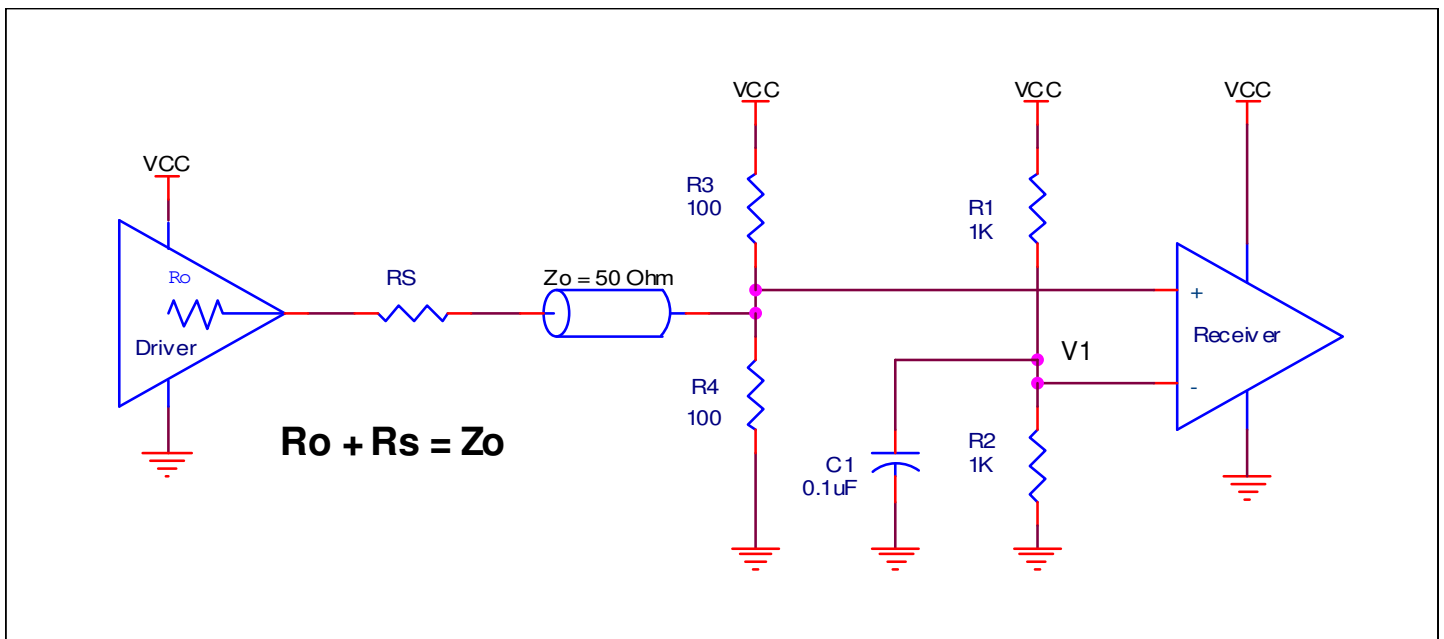 VCC
VCC
VCC
VCC
R3
100
R1
1K
Ro
RS
Zo = 50 Ohm
+
Driver
Receiver
V1
-
R4
100
Ro + Rs = Zo
R2
1K
C1
0.1uF